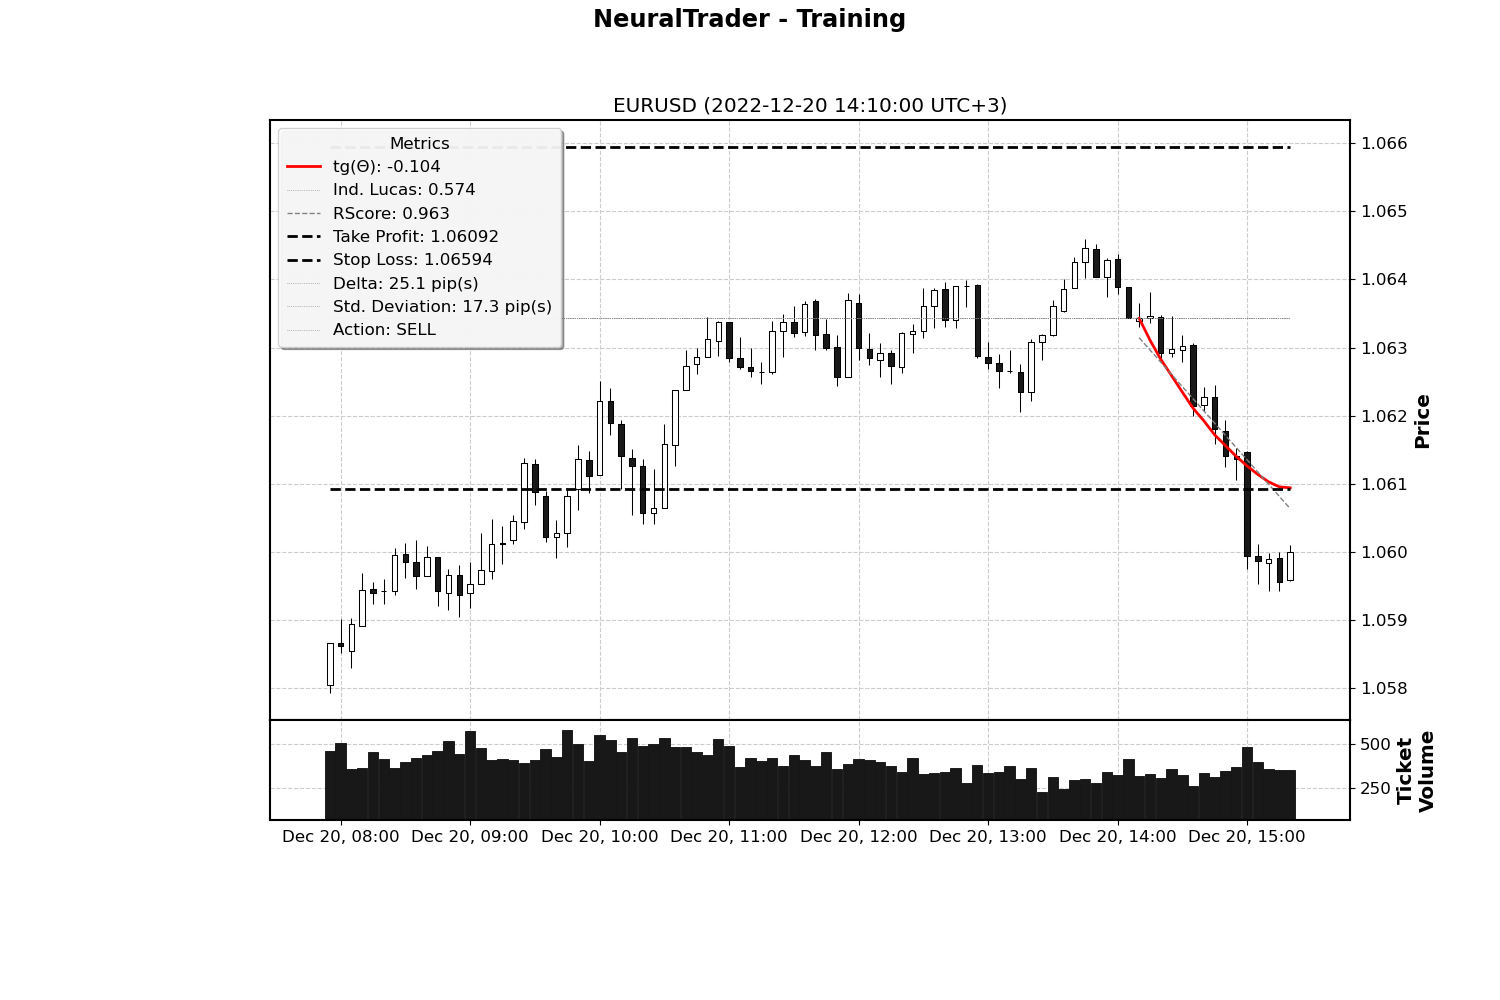 NeuralTrader - Training
EURUSD (2022-12-20 14:10:00 UTC+3)
Metrics
tg(Θ): -0.104
Ind. Lucas: 0.574
RScore: 0.963
Take Profit: 1.06092
Stop Loss: 1.06594
Delta: 25.1 pip(s)
Std. Deviation: 17.3 pip(s)
Action: SELL
1.066
1.065
1.064
1.063
1.062
1.061
1.060
1.059
1.058
Price
500
250
Ticket
Volume
Dec 20, 08:00 Dec 20, 09:00 Dec 20, 10:00 Dec 20, 11:00 Dec 20, 12:00 Dec 20, 13:00 Dec 20, 14:00 Dec 20, 15:00